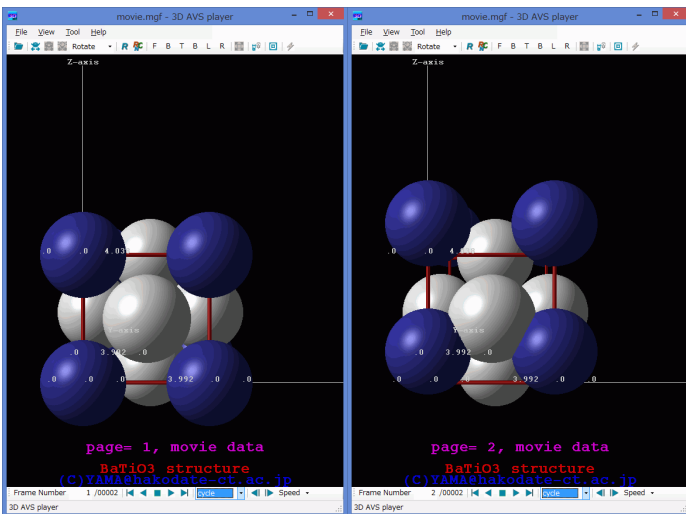 movie.mgf - 3D AVS player
File View Tool Help
Rotate R F B T B L R
Z-axis
.0 .0 4.03
.0 3.992 .0
.0 .0 .0 3.992 .0 .0
page= 1, movie data
BaTiO3 structure
(C)YAMA@hakodate-ct.ac.jp
Frame Number 1 /00002 cycle Speed
3D AVS player
movie.mgf - 3D AVS player
File View Tool Help
Rotate R F B T B L R
Z-axis
.0 .0
Y-axis
.0 3.992 .0
.0 .0 .0 3.992 .0 .0
page= 2, movie data
BaTiO3 structure
(C)YAMA@hakodate-ct.ac.jp
Frame Number 2 /00002 cycle Speed
3D AVS player